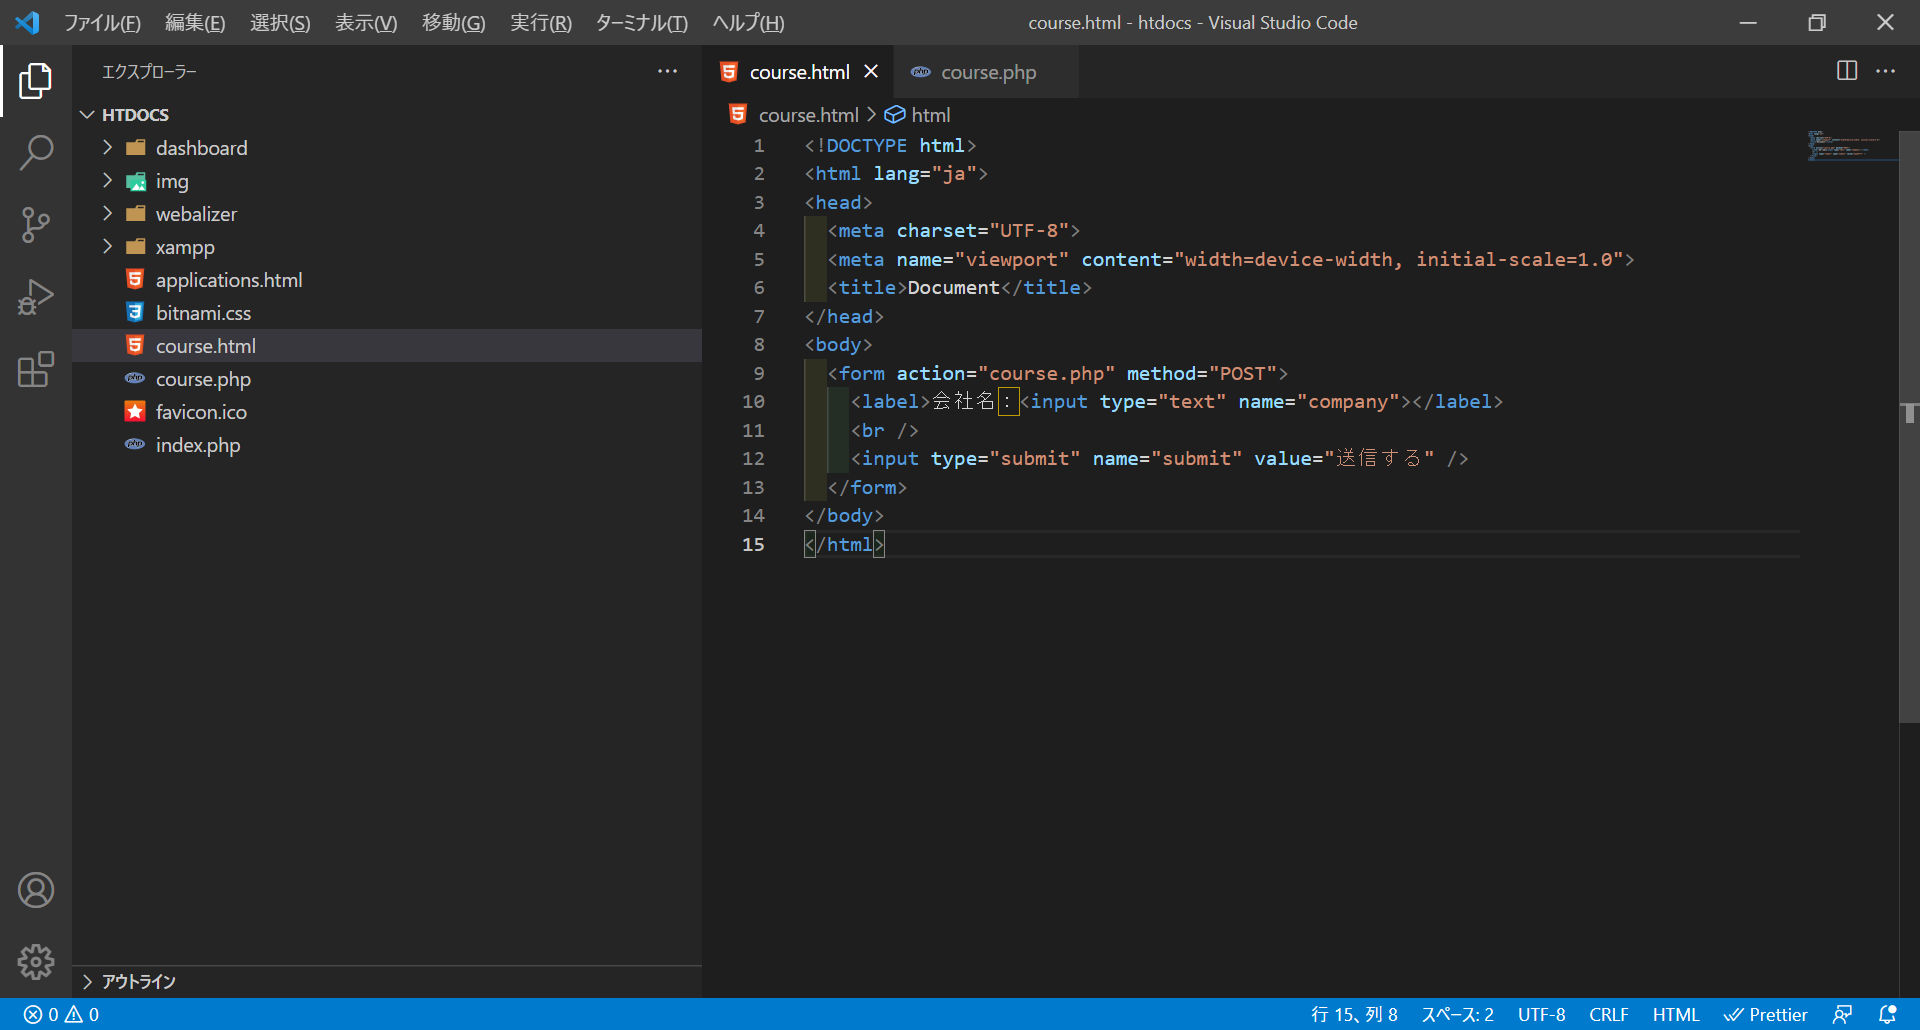 ファイル(F) 編集(E) 選択(S) 表示(V) 移動(G) 実行(R) ターミナル(T) ヘルプ(H) course.html - htdocs - Visual Studio Code
エクスプローラー
HTDOCS
dashboard
img
webalizer
xampp
applications.html
bitnami.css
course.html
course.php
favicon.ico
index.php
アウトライン
course.html course.php
course.html > html
1 <!DOCTYPE html>
2 <html lang="ja">
3 <head>
4 <meta charset="UTF-8">
5 <meta name="viewport" content="width=device-width, initial-scale=1.0">
6 <title>Document</title>
7 </head>
8 <body>
9 <form action="course.php" method="POST">
10 <label>会社名：<input type="text" name="company"></label>
11 <br />
12 <input type="submit" name="submit" value="送信する" />
13 </form>
14 </body>
15 </html>
0 0 行 15、列 8 スペース: 2 UTF-8 CRLF HTML Prettier